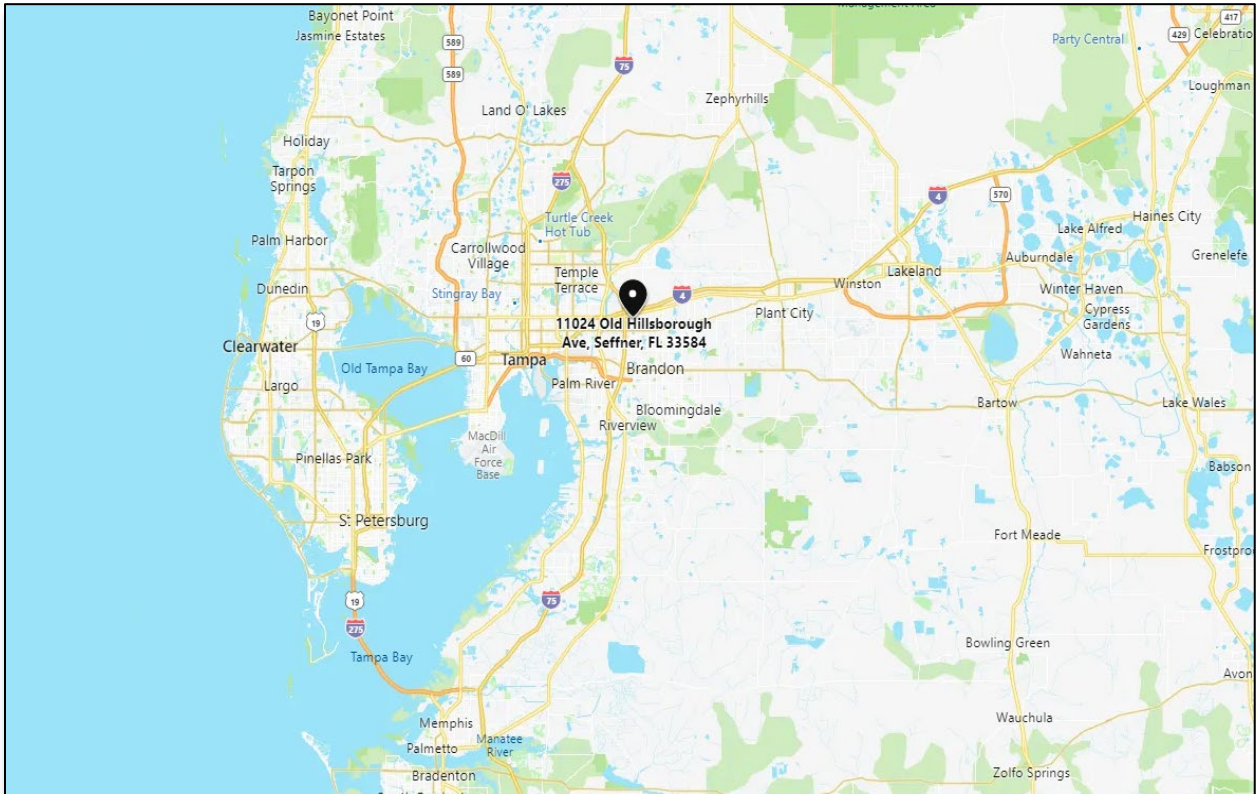 Management Area
Bayonet Point
Jasmine Estates
589
417
429
Celebratio
Party Central
75
589
Loughman
Zephyrhills
Land O' Lakes
Holiday
Tarpon
Springs
275
4
570
Turtle Creek
Hot Tub
Haines City
Lake Alfred
Palm Harbor
Carrollwood
Village
Grenelefe
Auburndale
Temple
Terrace
Lakeland
Winston
Dunedin
Stingray Bay
4
Winter Haven
Plant City
Cypress
Gardens
19
11024 Old Hillsborough
Ave, Seffner, FL 33584
Clearwater
60
Tampa
Wahneta
Old Tampa Bay
Brandon
Largo
Palm River
Bartow
Lake Wales
Bloomingdale
Riverview
MacDill
Air
Force
Base
Pinellas Park
Babson
St Petersburg
Fort Meade
Frostproo
75
19
275
Bowling Green
Tampa Bay
Avon
Memphis
Wauchula
Palmetto
Manatee
River
Zolfo Springs
Bradenton